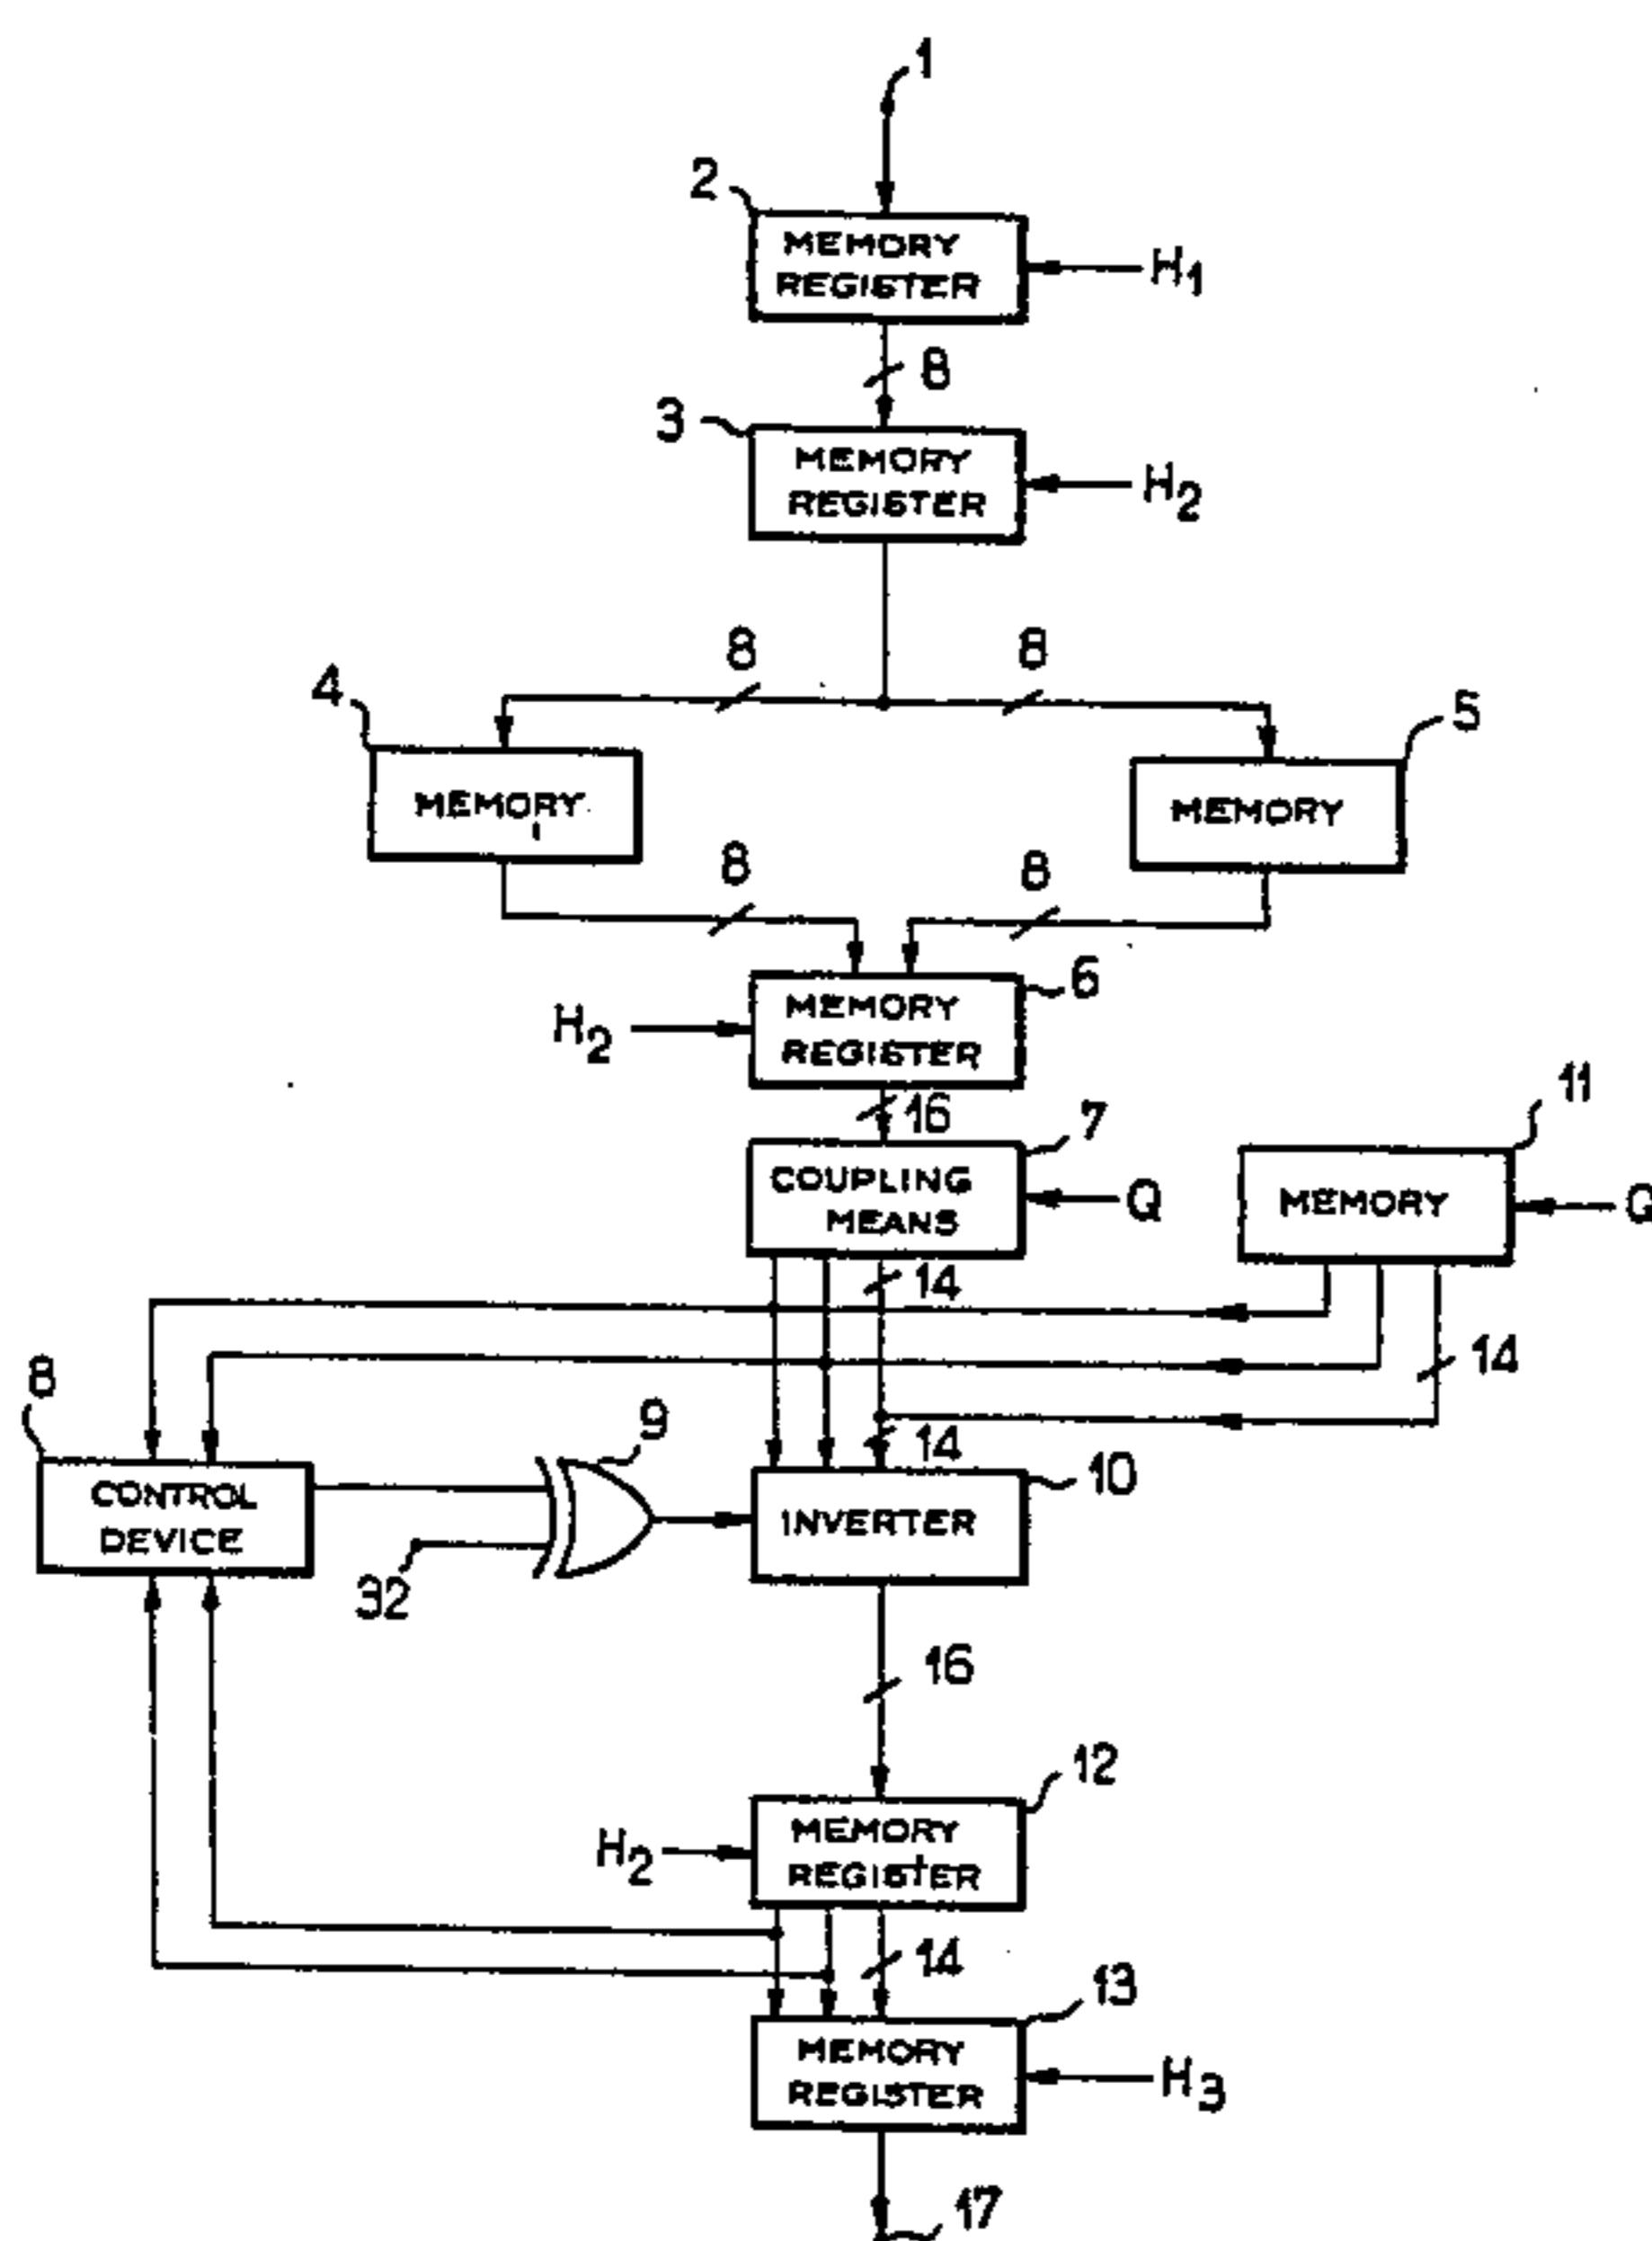 1
2
MEMORY
REGISTER
H1
8
3
MEMORY
REGISTER
H2
8
8
4
MEMORY
5
MEMORY
8
8
6
MEMORY
REGISTER
H2
16
7
COUPLING
MEANS
Q
11
MEMORY
Q
14
14
8
CONTROL
DEVICE
9
32
14
10
INVERTER
16
12
MEMORY
REGISTER
H2
14
13
MEMORY
REGISTER
H3
17